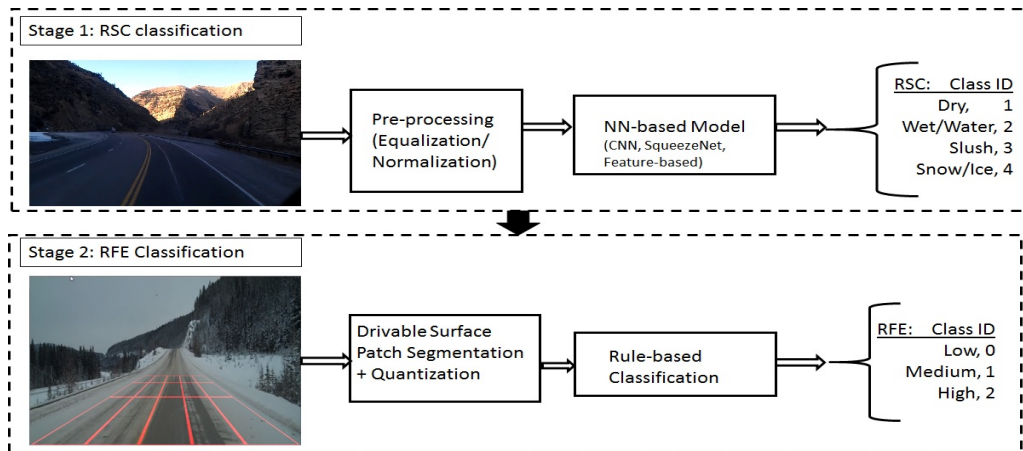 Stage 1: RSC classification
Pre-processing
(Equalization/
Normalization)
NN-based Model
(CNN, SqueezeNet,
Feature-based)
RSC: Class ID
Dry, 1
Wet/Water, 2
Slush, 3
Snow/Ice, 4
Stage 2: RFE Classification
Drivable Surface
Patch Segmentation
+ Quantization
Rule-based
Classification
RFE: Class ID
Low, 0
Medium, 1
High, 2